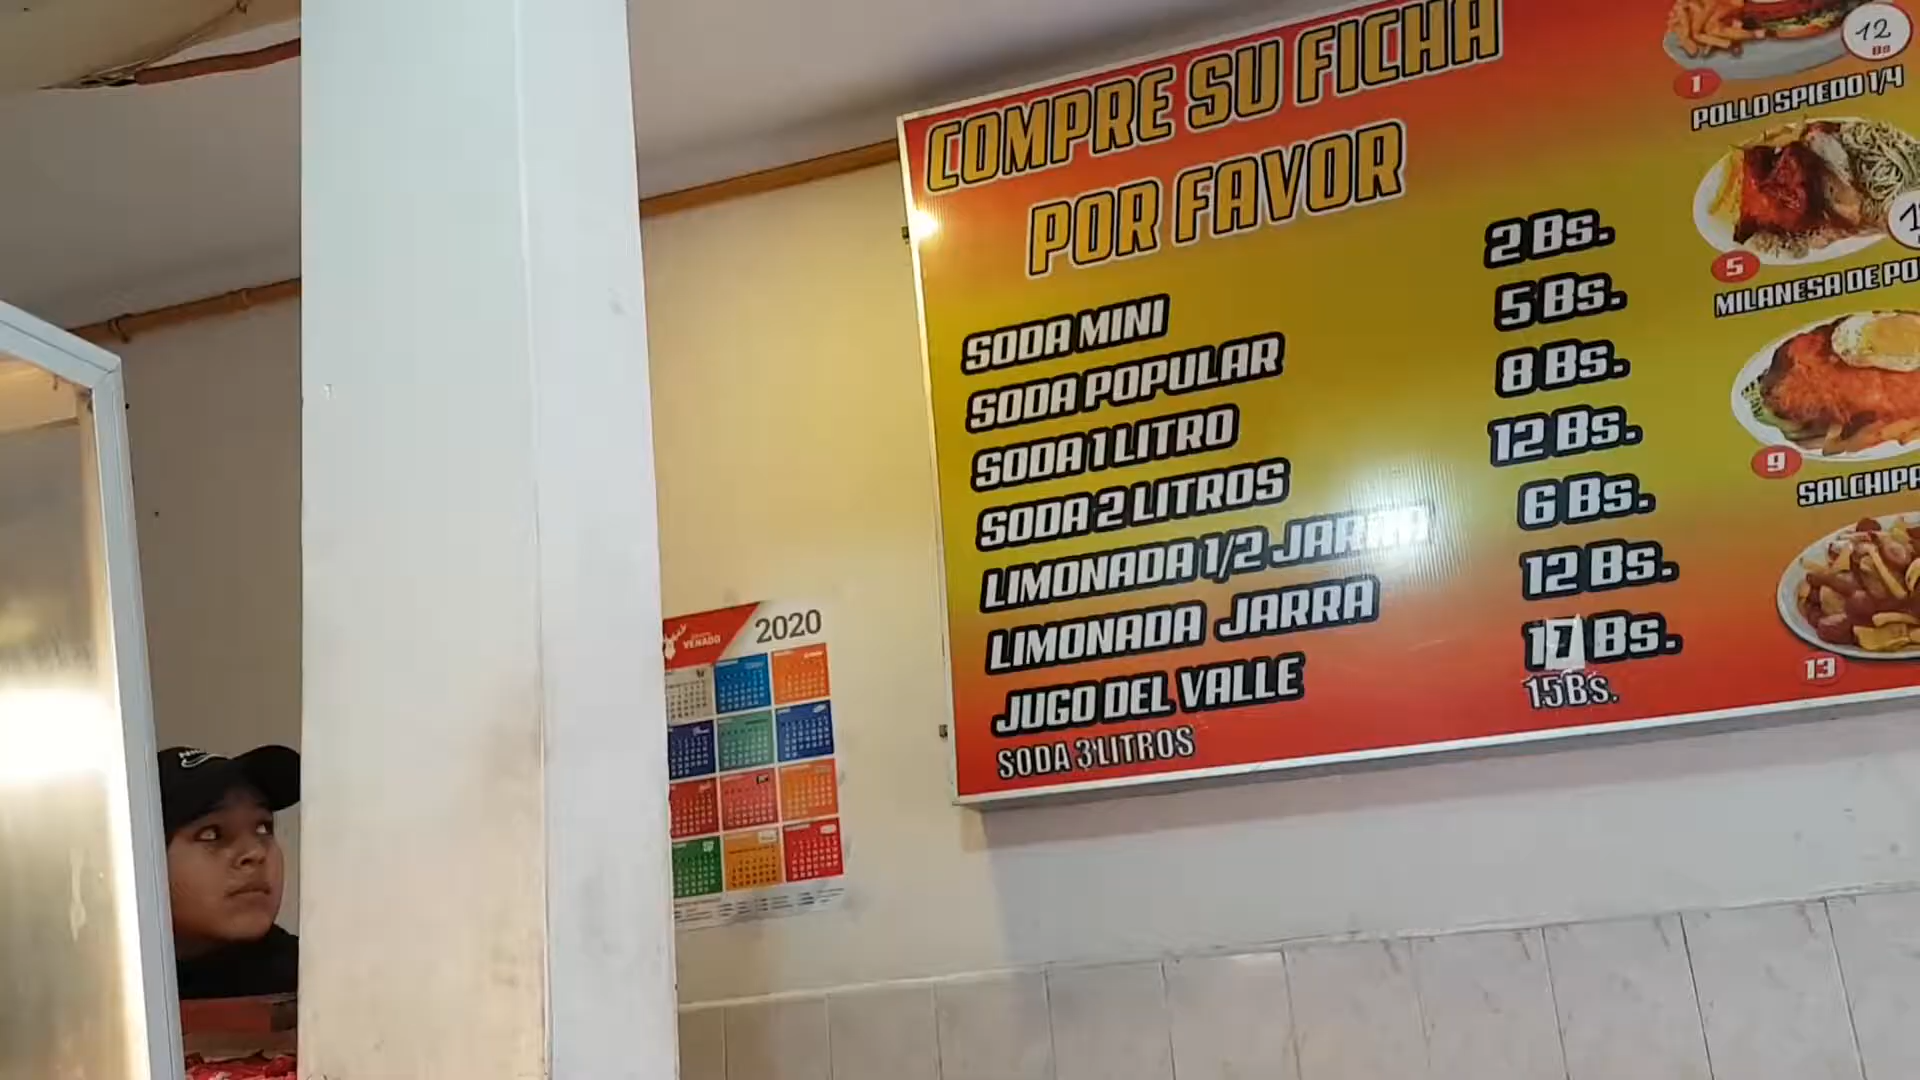 COMPRE SU FICHA
POR FAVOR
SODA MINI 2 Bs.
SODA POPULAR 5 Bs.
SODA 1 LITRO 8 Bs.
SODA 2 LITROS 12 Bs.
LIMONADA 1/2 JARRA 6 Bs.
LIMONADA JARRA 12 Bs.
JUGO DEL VALLE 17 Bs.
SODA 3 LITROS 15 Bs.
12
Bs
1
POLLO SPIEDO 1/4
5
MILANESA DE PO
9
SALCHIPA
13
VENADO
2020